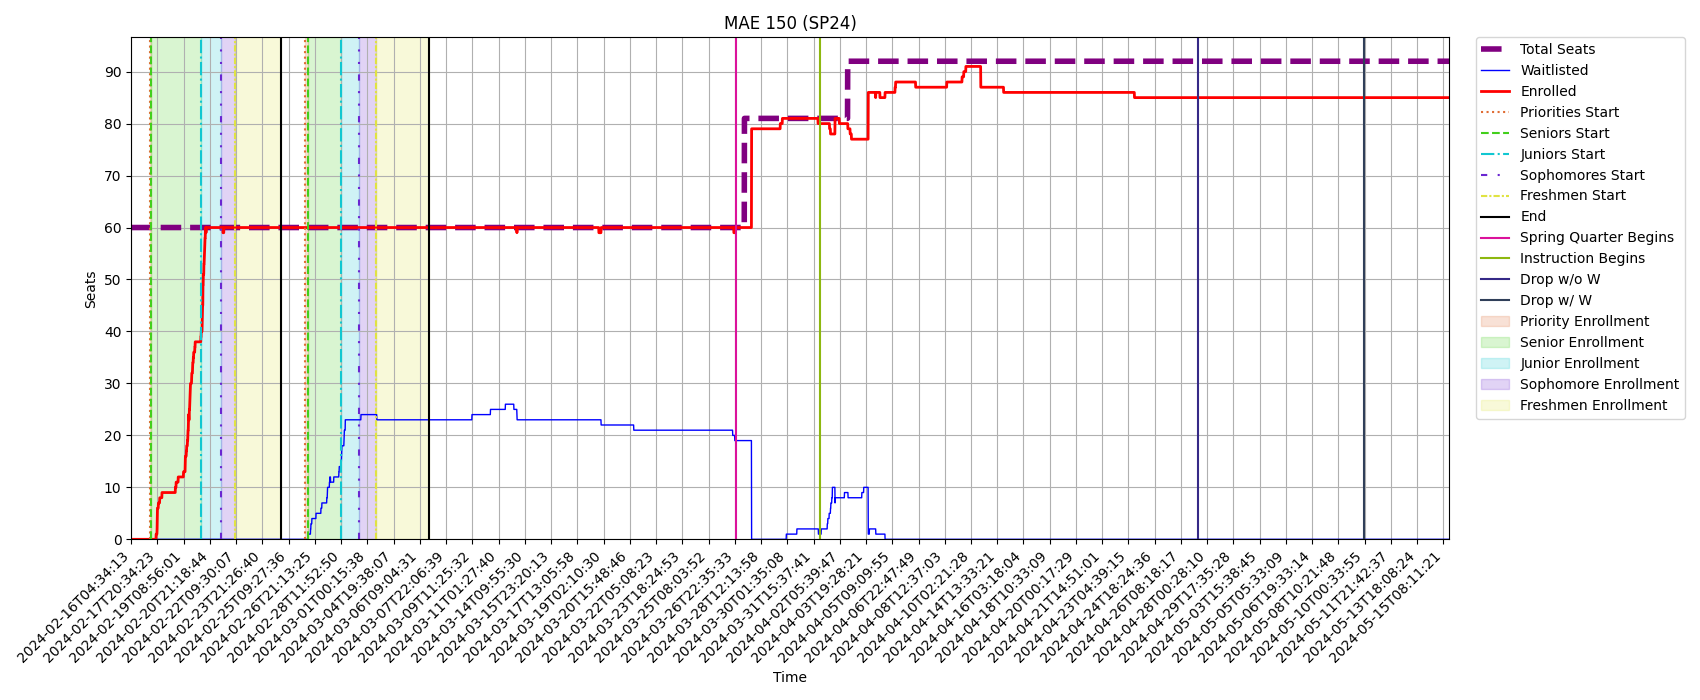 MAE 150 (SP24)
Seats
90
80
70
60
50
40
30
20
10
0
2024-02-16T04:34:13
2024-02-17T20:34:23
2024-02-19T08:56:01
2024-02-20T21:18:44
2024-02-22T09:30:07
2024-02-23T21:26:40
2024-02-25T09:27:36
2024-02-26T21:13:25
2024-02-28T11:52:50
2024-03-01T00:15:38
2024-03-04T19:38:07
2024-03-06T09:04:31
2024-03-07T22:06:39
2024-03-09T11:25:32
2024-03-11T01:27:40
2024-03-14T09:55:30
2024-03-15T23:20:13
2024-03-17T13:05:58
2024-03-19T02:10:30
2024-03-20T15:48:46
2024-03-22T05:08:23
2024-03-23T18:24:53
2024-03-25T08:03:52
2024-03-26T22:35:33
2024-03-28T12:13:58
2024-03-30T01:35:08
2024-03-31T15:37:41
2024-04-02T05:39:47
2024-04-03T19:28:21
2024-04-05T09:09:55
2024-04-06T22:47:49
2024-04-08T12:37:03
2024-04-10T02:21:28
2024-04-14T14:33:21
2024-04-16T03:18:04
2024-04-18T10:33:09
2024-04-20T00:17:29
2024-04-21T14:51:01
2024-04-23T04:39:15
2024-04-24T18:24:36
2024-04-26T08:18:17
2024-04-28T00:28:10
2024-04-29T17:35:28
2024-05-03T15:38:45
2024-05-05T05:33:09
2024-05-06T19:33:14
2024-05-08T10:21:48
2024-05-10T00:33:55
2024-05-11T21:42:37
2024-05-13T18:08:24
2024-05-15T08:11:21
Time
Total Seats
Waitlisted
Enrolled
Priorities Start
Seniors Start
Juniors Start
Sophomores Start
Freshmen Start
End
Spring Quarter Begins
Instruction Begins
Drop w/o W
Drop w/ W
Priority Enrollment
Senior Enrollment
Junior Enrollment
Sophomore Enrollment
Freshmen Enrollment